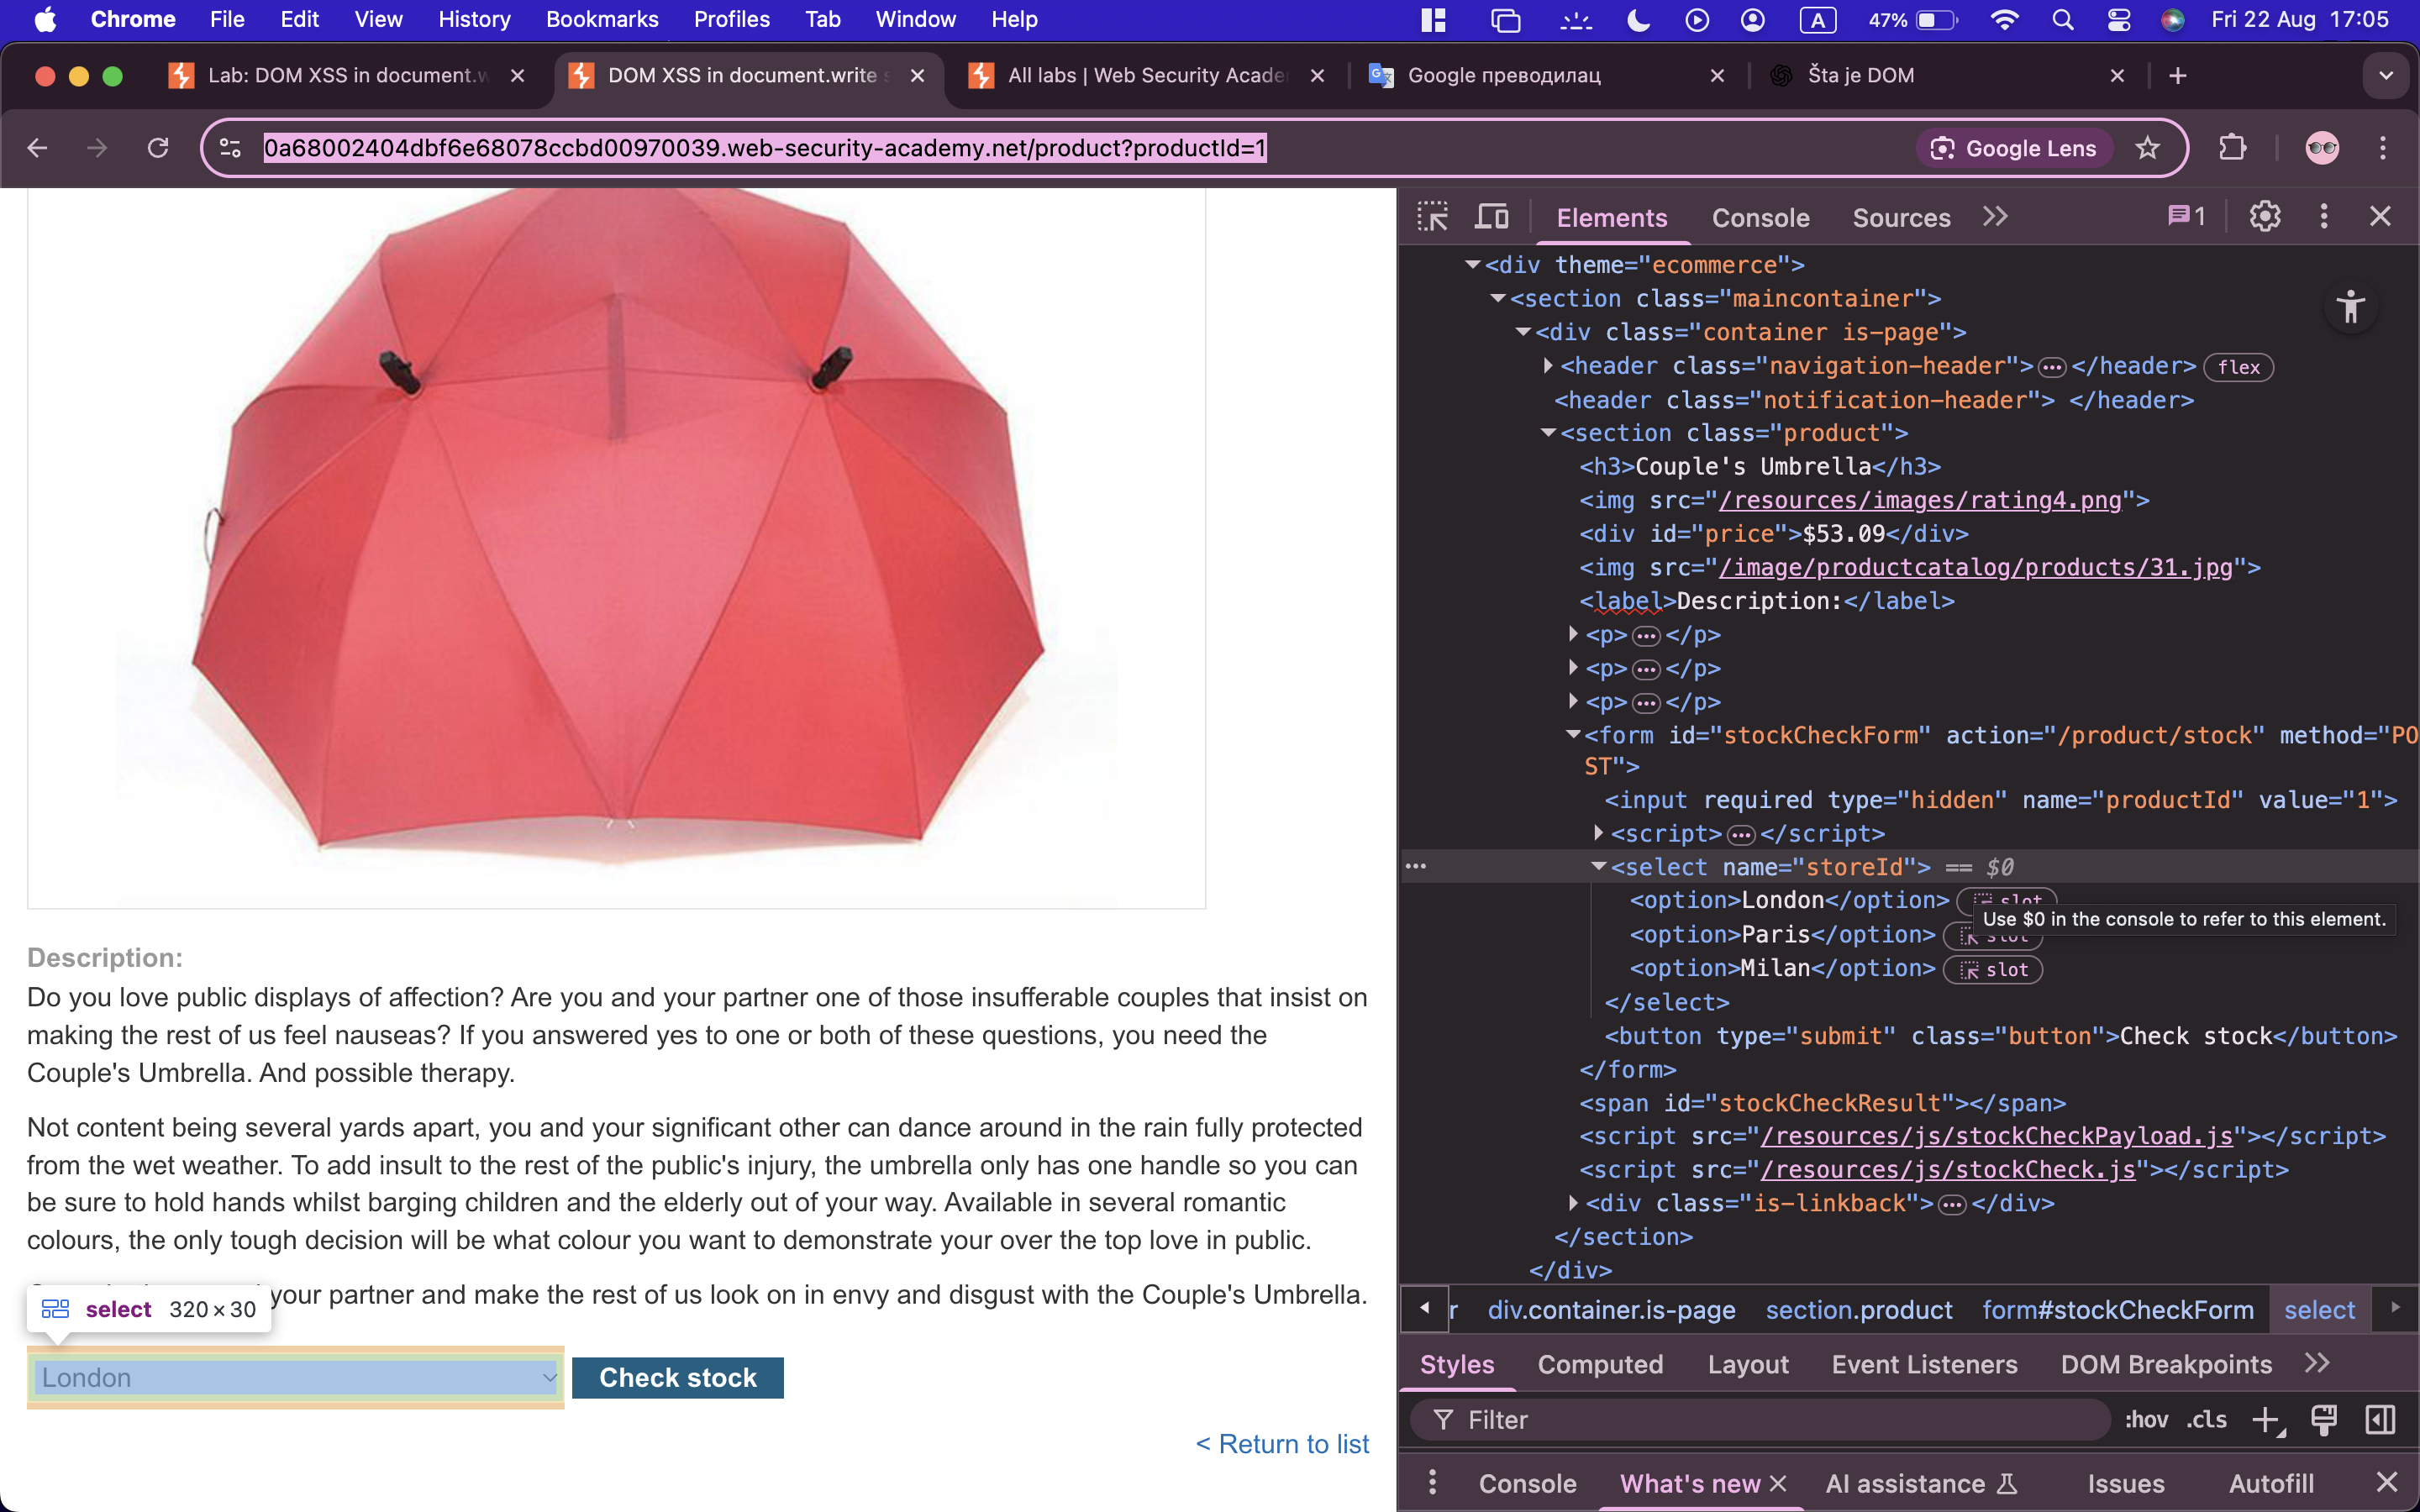 Chrome File Edit View History Bookmarks Profiles Tab Window Help A 47% Fri 22 Aug 17:05
Lab: DOM XSS in document.w DOM XSS in document.write s All labs | Web Security Acade Google преводилац Šta je DOM
0a68002404dbf6e68078ccbd00970039.web-security-academy.net/product?productId=1 Google Lens
Description:
Do you love public displays of affection? Are you and your partner one of those insufferable couples that insist on
making the rest of us feel nauseas? If you answered yes to one or both of these questions, you need the
Couple's Umbrella. And possible therapy.
Not content being several yards apart, you and your significant other can dance around in the rain fully protected
from the wet weather. To add insult to the rest of the public's injury, the umbrella only has one handle so you can
be sure to hold hands whilst barging children and the elderly out of your way. Available in several romantic
colours, the only tough decision will be what colour you want to demonstrate your over the top love in public.
your partner and make the rest of us look on in envy and disgust with the Couple's Umbrella.
select 320 × 30
London Check stock
< Return to list
Elements Console Sources 1
<div theme="ecommerce">
<section class="maincontainer">
<div class="container is-page">
<header class="navigation-header"> … </header> flex
<header class="notification-header"> </header>
<section class="product">
<h3>Couple's Umbrella</h3>
<img src="/resources/images/rating4.png">
<div id="price">$53.09</div>
<img src="/image/productcatalog/products/31.jpg">
<label>Description:</label>
<p> … </p>
<p> … </p>
<p> … </p>
<form id="stockCheckForm" action="/product/stock" method="PO
ST">
<input required type="hidden" name="productId" value="1">
<script> … </script>
<select name="storeId"> == $0
<option>London</option> slot
Use $0 in the console to refer to this element.
<option>Paris</option> slot
<option>Milan</option> slot
</select>
<button type="submit" class="button">Check stock</button>
</form>
<span id="stockCheckResult"></span>
<script src="/resources/js/stockCheckPayload.js"></script>
<script src="/resources/js/stockCheck.js"></script>
<div class="is-linkback"> … </div>
</section>
</div>
r div.container.is-page section.product form#stockCheckForm select
Styles Computed Layout Event Listeners DOM Breakpoints
Filter :hov .cls
Console What's new AI assistance Issues Autofill